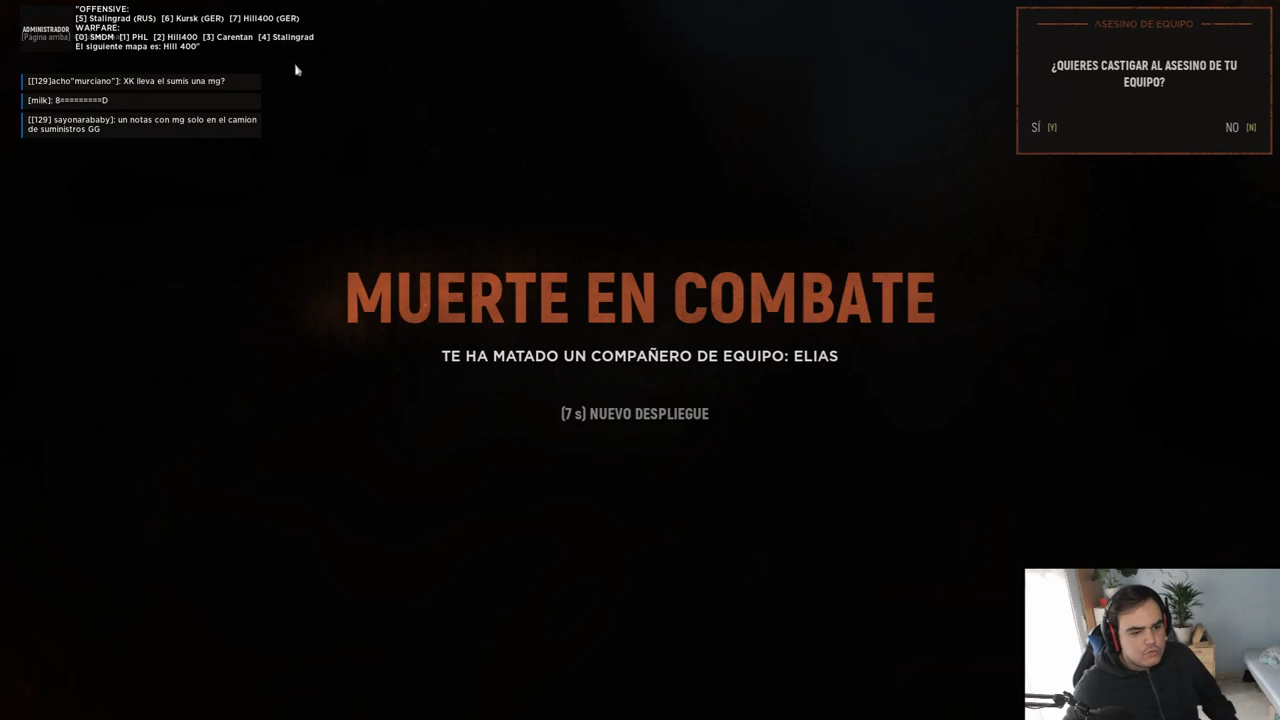 "OFFENSIVE:
[5] Stalingrad (RUS) [6] Kursk (GER) [7] Hill400 (GER)
WARFARE:
[0] SMDM [1] PHL [2] Hill400 [3] Carentan [4] Stalingrad
El siguiente mapa es: Hill 400"
ADMINISTRADOR
[Página arriba]
[[129]acho"murciano"]: XK lleva el sumis una mg?
[milk]: 8=========D
[[129] sayonarababy]: un notas con mg solo en el camion
de suministros GG
ASESINO DE EQUIPO
¿QUIERES CASTIGAR AL ASESINO DE TU
EQUIPO?
SÍ [Y]
NO [N]
MUERTE EN COMBATE
TE HA MATADO UN COMPAÑERO DE EQUIPO: ELIAS
(7 s) NUEVO DESPLIEGUE